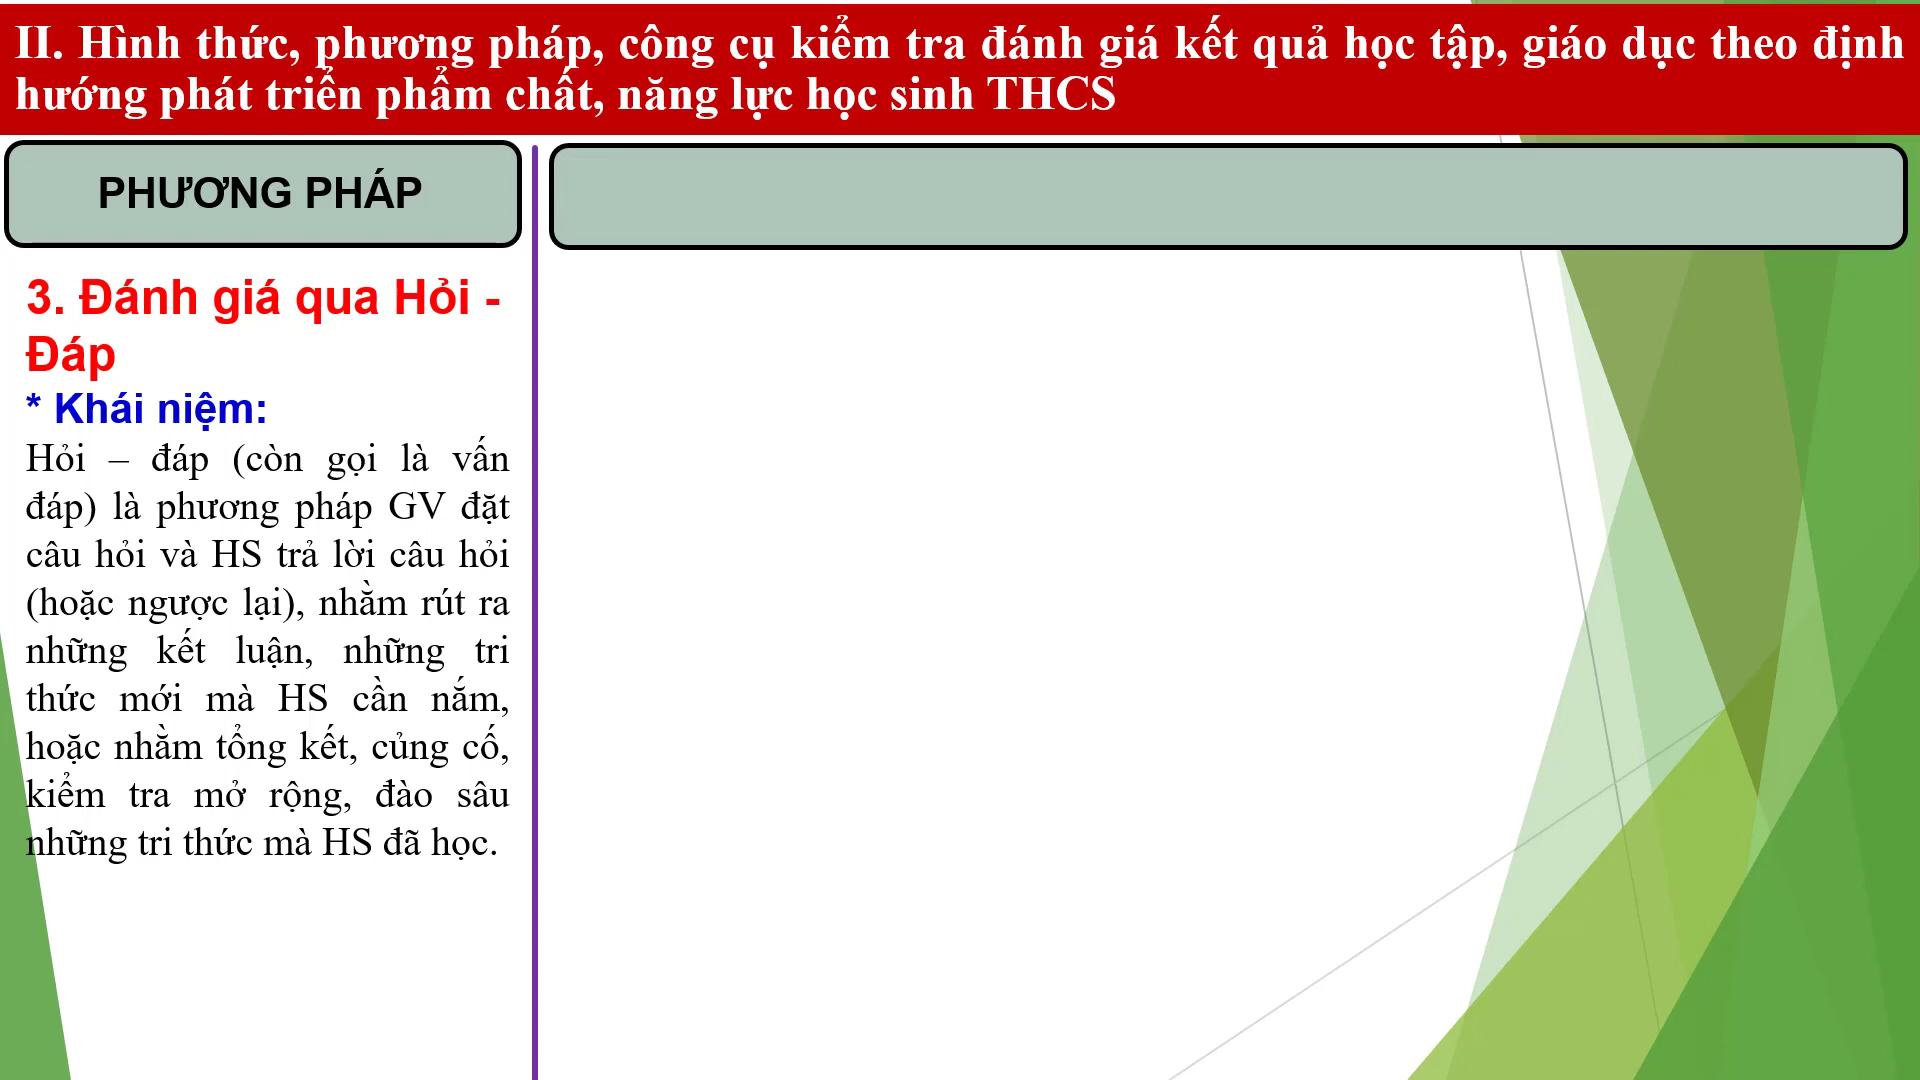 II. Hình thức, phương pháp, công cụ kiểm tra đánh giá kết quả học tập, giáo dục theo định
hướng phát triển phẩm chất, năng lực học sinh THCS
PHƯƠNG PHÁP
3. Đánh giá qua Hỏi -
Đáp
* Khái niệm:
Hỏi – đáp (còn gọi là vấn
đáp) là phương pháp GV đặt
câu hỏi và HS trả lời câu hỏi
(hoặc ngược lại), nhằm rút ra
những kết luận, những tri
thức mới mà HS cần nắm,
hoặc nhằm tổng kết, củng cố,
kiểm tra mở rộng, đào sâu
những tri thức mà HS đã học.